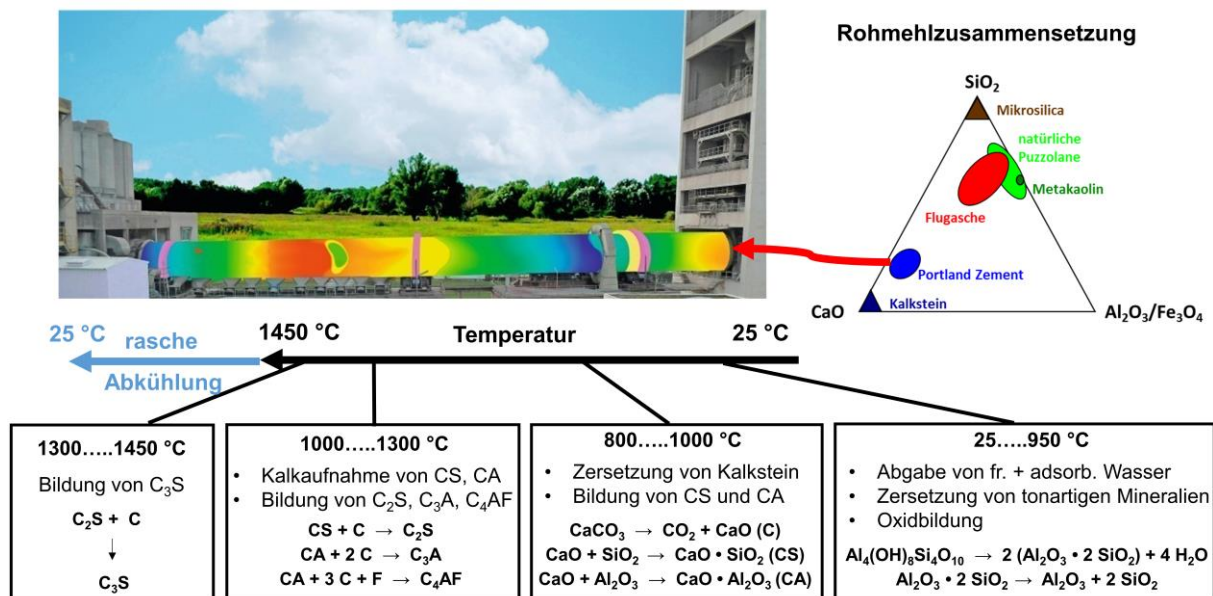 Rohmehlzusammensetzung
SiO₂
Mikrosilica
natürliche
Puzzolane
Metakaolin
Flugasche
Portland Zement
Kalkstein
CaO
Al₂O₃/Fe₃O₄
25 °C
rasche
Abkühlung
1450 °C
Temperatur
25 °C
1300…..1450 °C
Bildung von C₃S
C₂S + C
↓
C₃S
1000…..1300 °C
• Kalkaufnahme von CS, CA
• Bildung von C₂S, C₃A, C₄AF
CS + C → C₂S
CA + 2 C → C₃A
CA + 3 C + F → C₄AF
800…..1000 °C
• Zersetzung von Kalkstein
• Bildung von CS und CA
CaCO₃ → CO₂ + CaO (C)
CaO + SiO₂ → CaO • SiO₂ (CS)
CaO + Al₂O₃ → CaO • Al₂O₃ (CA)
25…..950 °C
• Abgabe von fr. + adsorb. Wasser
• Zersetzung von tonartigen Mineralien
• Oxidbildung
Al₄(OH)₈Si₄O₁₀ → 2 (Al₂O₃ • 2 SiO₂) + 4 H₂O
Al₂O₃ • 2 SiO₂ → Al₂O₃ + 2 SiO₂